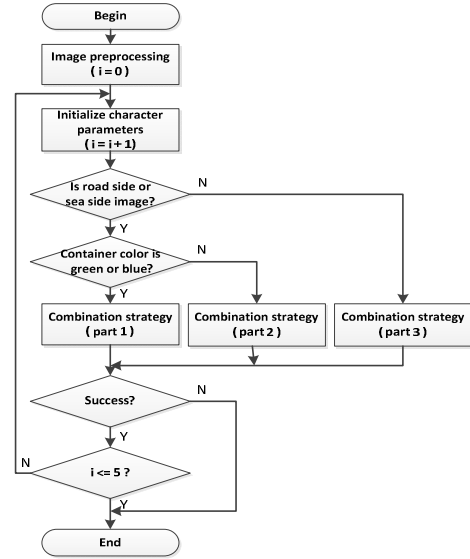 Begin
Image preprocessing
( i = 0 )
Initialize character
parameters
( i = i + 1)
Is road side or
sea side image?
N
Y
Container color is
green or blue?
N
Y
Combination strategy
( part 1 )
Combination strategy
( part 2 )
Combination strategy
( part 3 )
Success?
N
Y
i <= 5 ?
N
Y
End